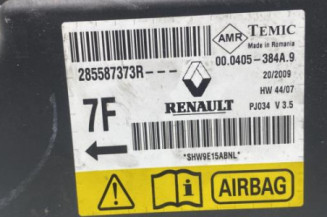 AMR TEMIC
Made in Romania
285587373R--- 00.0405-384A.9
20/2009
HW 44/07
7F RENAULT PJ034 V 3.5
*SHW9E15ABNL*
AIRBAG